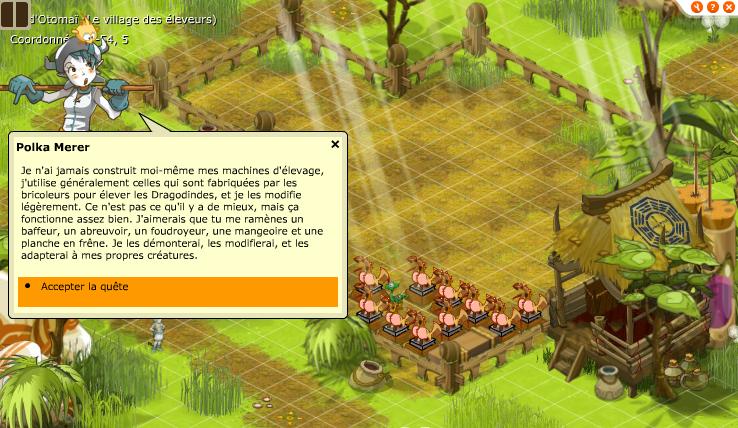 d'Otomaï (Le village des éleveurs)
Coordonné 54, 5
Polka Merer
Je n'ai jamais construit moi-même mes machines d'élevage,
j'utilise généralement celles qui sont fabriquées par les
bricoleurs pour élever les Dragodindes, et je les modifie
légèrement. Ce n'est pas ce qu'il y a de mieux, mais ça
fonctionne assez bien. J'aimerais que tu me ramènes un
baffeur, un abreuvoir, un foudroyeur, une mangeoire et une
planche en frêne. Je les démonterai, les modifierai, et les
adapterai à mes propres créatures.
• Accepter la quête